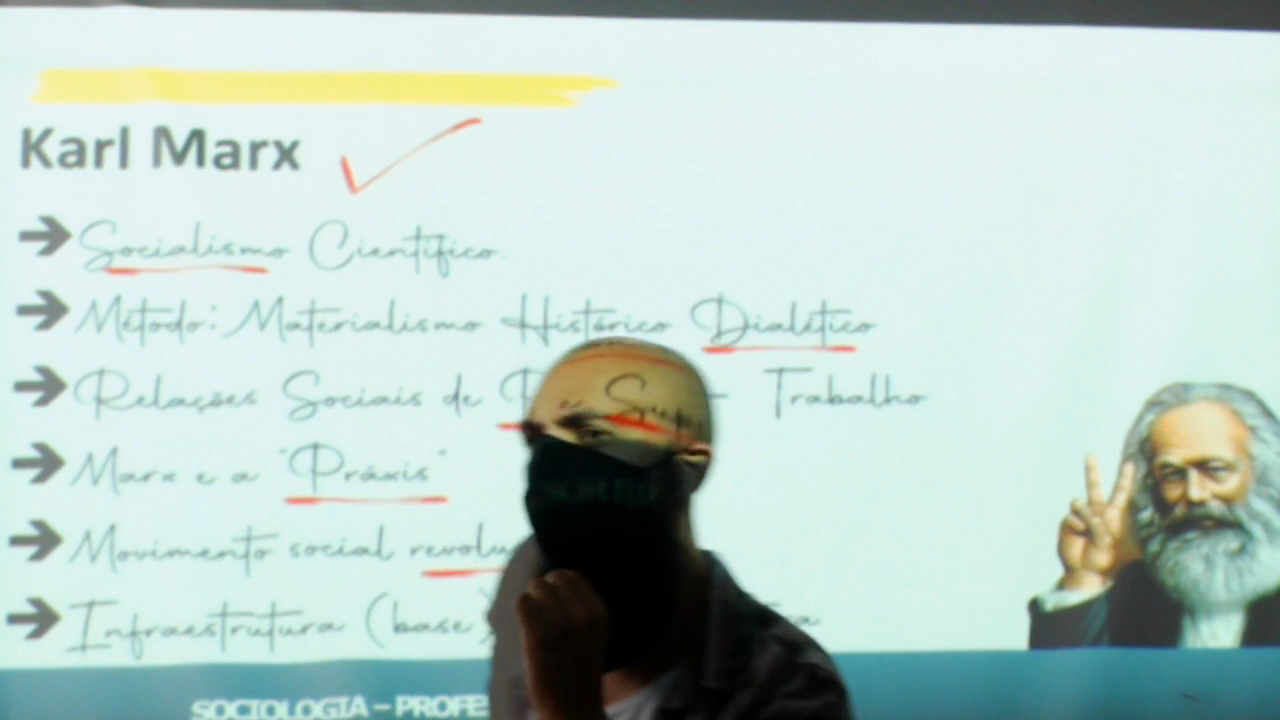 Karl Marx
Socialismo Científico.
Método: Materialismo Histórico Dialético
Relações Sociais de Trabalho
Marx e a "Práxis"
Movimento social revolu
Infraestrutura (base)
SOCIOLOGIA – PROFE